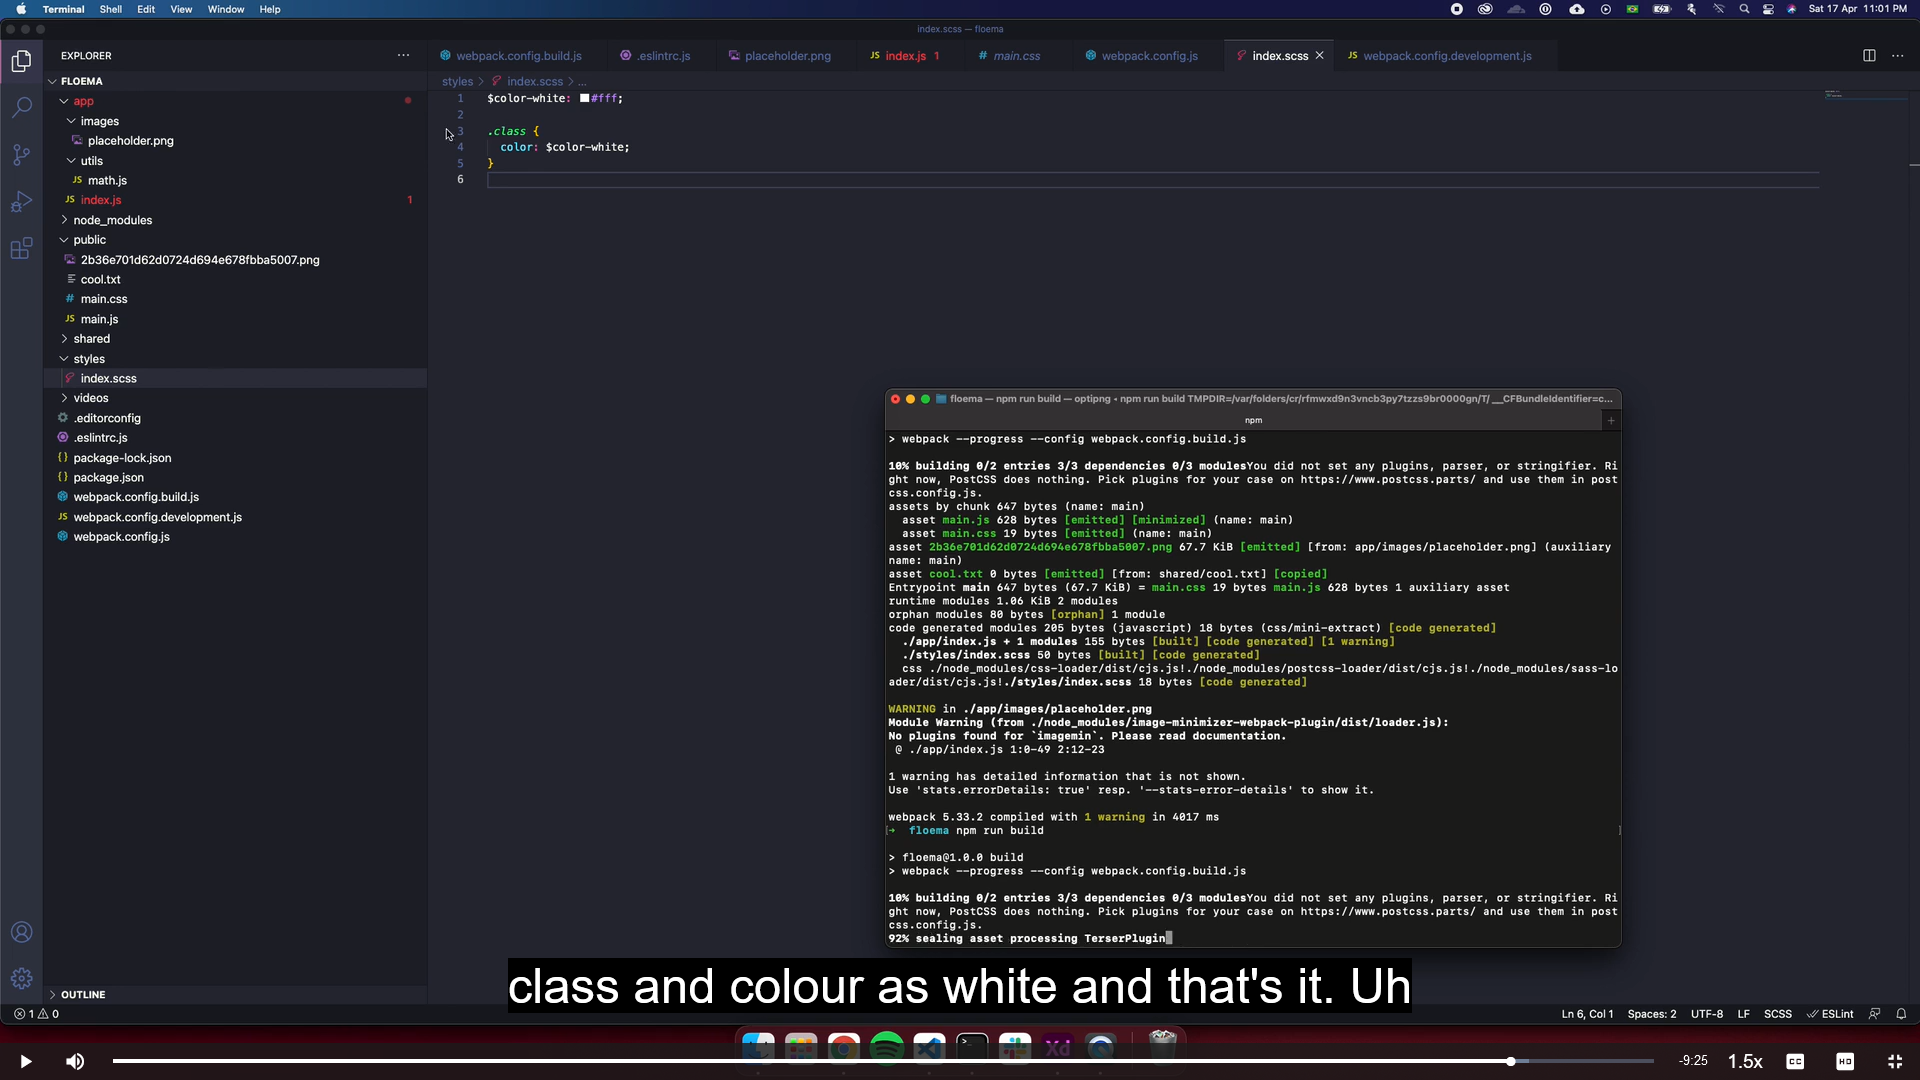 Terminal Shell Edit View Window Help
Sat 17 Apr 11:01 PM
index.scss — floema
EXPLORER
webpack.config.build.js
.eslintrc.js
placeholder.png
JS index.js 1
# main.css
webpack.config.js
index.scss
JS webpack.config.development.js
FLOEMA
styles > index.scss > ...
app
images
placeholder.png
utils
JS math.js
JS index.js 1
node_modules
public
2b36e701d62d0724d694e678fbba5007.png
cool.txt
# main.css
JS main.js
shared
styles
index.scss
videos
.editorconfig
.eslintrc.js
{} package-lock.json
{} package.json
webpack.config.build.js
JS webpack.config.development.js
webpack.config.js
OUTLINE
1 $color-white: #fff;
2
3 .class {
4 color: $color-white;
5 }
6
floema — npm run build — optipng ◂ npm run build TMPDIR=/var/folders/cr/rfmwxd9n3vncb3py7tzzs9br0000gn/T/ __CFBundleIdentifier=c...
npm
> webpack --progress --config webpack.config.build.js
10% building 0/2 entries 3/3 dependencies 0/3 modulesYou did not set any plugins, parser, or stringifier. Ri
ght now, PostCSS does nothing. Pick plugins for your case on https://www.postcss.parts/ and use them in post
css.config.js.
assets by chunk 647 bytes (name: main)
asset main.js 628 bytes [emitted] [minimized] (name: main)
asset main.css 19 bytes [emitted] (name: main)
asset 2b36e701d62d0724d694e678fbba5007.png 67.7 KiB [emitted] [from: app/images/placeholder.png] (auxiliary
name: main)
asset cool.txt 0 bytes [emitted] [from: shared/cool.txt] [copied]
Entrypoint main 647 bytes (67.7 KiB) = main.css 19 bytes main.js 628 bytes 1 auxiliary asset
runtime modules 1.06 KiB 2 modules
orphan modules 80 bytes [orphan] 1 module
code generated modules 205 bytes (javascript) 18 bytes (css/mini-extract) [code generated]
./app/index.js + 1 modules 155 bytes [built] [code generated] [1 warning]
./styles/index.scss 50 bytes [built] [code generated]
css ./node_modules/css-loader/dist/cjs.js!./node_modules/postcss-loader/dist/cjs.js!./node_modules/sass-lo
ader/dist/cjs.js!./styles/index.scss 18 bytes [code generated]
WARNING in ./app/images/placeholder.png
Module Warning (from ./node_modules/image-minimizer-webpack-plugin/dist/loader.js):
No plugins found for `imagemin`. Please read documentation.
@ ./app/index.js 1:0-49 2:12-23
1 warning has detailed information that is not shown.
Use 'stats.errorDetails: true' resp. '--stats-error-details' to show it.
webpack 5.33.2 compiled with 1 warning in 4017 ms
floema npm run build
> floema@1.0.0 build
> webpack --progress --config webpack.config.build.js
10% building 0/2 entries 3/3 dependencies 0/3 modulesYou did not set any plugins, parser, or stringifier. Ri
ght now, PostCSS does nothing. Pick plugins for your case on https://www.postcss.parts/ and use them in post
css.config.js.
92% sealing asset processing TerserPlugin
class and colour as white and that's it. Uh
1 0
Ln 6, Col 1 Spaces: 2 UTF-8 LF SCSS ESLint
Xd
-9:25 1.5x CC HD